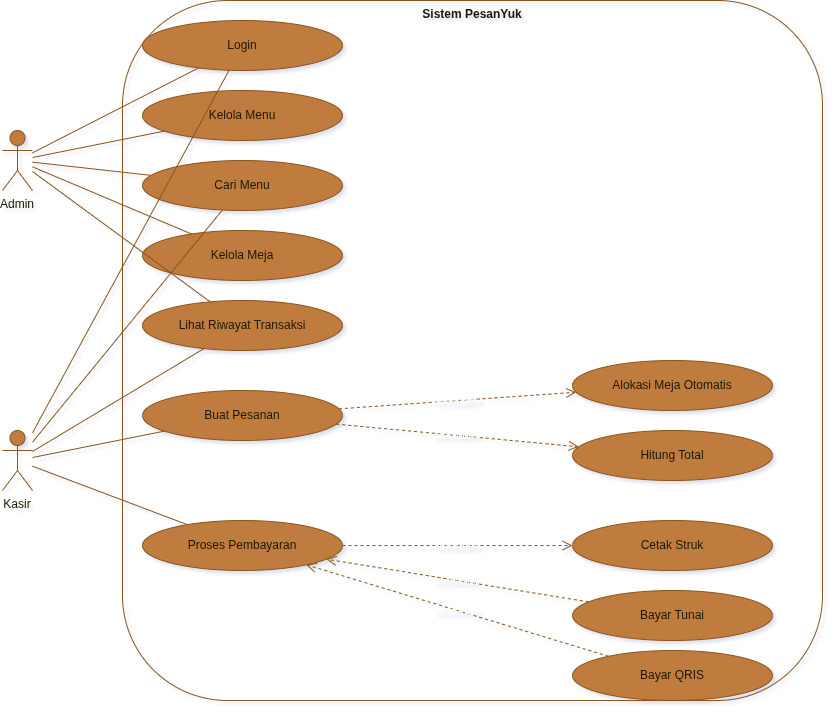 Sistem PesanYuk
Login
Kelola Menu
Cari Menu
Admin
Kelola Meja
Lihat Riwayat Transaksi
Alokasi Meja Otomatis
Buat Pesanan
Hitung Total
Kasir
Proses Pembayaran
Cetak Struk
Bayar Tunai
Bayar QRIS